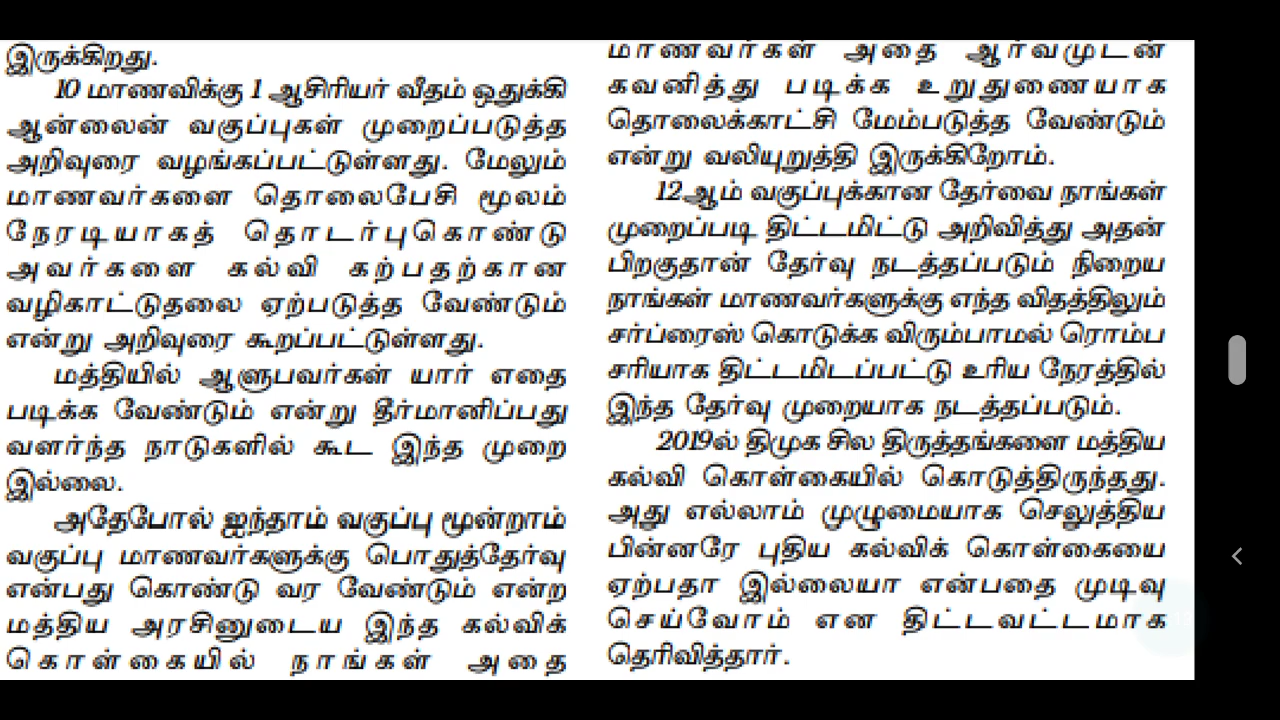 இருக்கிறது.
10 மாணவிக்கு 1 ஆசிரியர் வீதம் ஒதுக்கி
ஆன்லைன் வகுப்புகள் முறைப்படுத்த
அறிவுரை வழங்கப்பட்டுள்ளது. மேலும்
மாணவர்களை தொலைபேசி மூலம்
நேரடியாகத் தொடர்புகொண்டு
அவர்களை கல்வி கற்பதற்கான
வழிகாட்டுதலை ஏற்படுத்த வேண்டும்
என்று அறிவுரை கூறப்பட்டுள்ளது.
மத்தியில் ஆளுபவர்கள் யார் எதை
படிக்க வேண்டும் என்று தீர்மானிப்பது
வளர்ந்த நாடுகளில் கூட இந்த முறை
இல்லை.
அதேபோல் ஐந்தாம் வகுப்பு மூன்றாம்
வகுப்பு மாணவர்களுக்கு பொதுத்தேர்வு
என்பது கொண்டு வர வேண்டும் என்ற
மத்திய அரசினுடைய இந்த கல்விக்
கொள்கையில் நாங்கள் அதை
மாணவர்கள் அதை ஆர்வமுடன்
கவனித்து படிக்க உறுதுணையாக
தொலைக்காட்சி மேம்படுத்த வேண்டும்
என்று வலியுறுத்தி இருக்கிறோம்.
12ஆம் வகுப்புக்கான தேர்வை நாங்கள்
முறைப்படி திட்டமிட்டு அறிவித்து அதன்
பிறகுதான் தேர்வு நடத்தப்படும் நிறைய
நாங்கள் மாணவர்களுக்கு எந்த விதத்திலும்
சர்ப்ரைஸ் கொடுக்க விரும்பாமல் ரொம்ப
சரியாக திட்டமிடப்பட்டு உரிய நேரத்தில்
இந்த தேர்வு முறையாக நடத்தப்படும்.
2019ல் திமுக சில திருத்தங்களை மத்திய
கல்வி கொள்கையில் கொடுத்திருந்தது.
அது எல்லாம் முழுமையாக செலுத்திய
பின்னரே புதிய கல்விக் கொள்கையை
ஏற்பதா இல்லையா என்பதை முடிவு
செய்வோம் என திட்டவட்டமாக
தெரிவித்தார்.